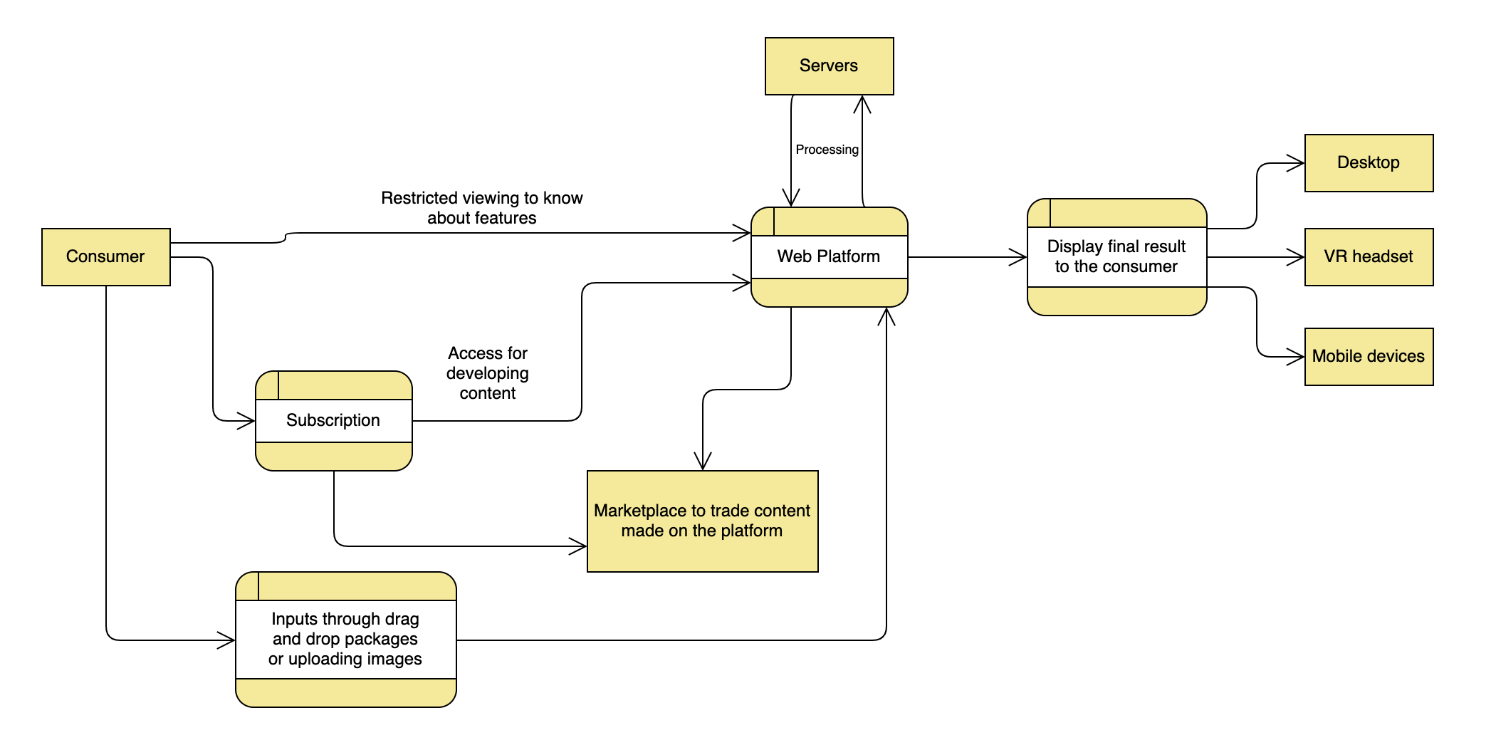 Servers
Processing
Desktop
Restricted viewing to know
about features
Consumer
Web Platform
Display final result
to the consumer
VR headset
Mobile devices
Access for
developing
content
Subscription
Marketplace to trade content
made on the platform
Inputs through drag
and drop packages
or uploading images